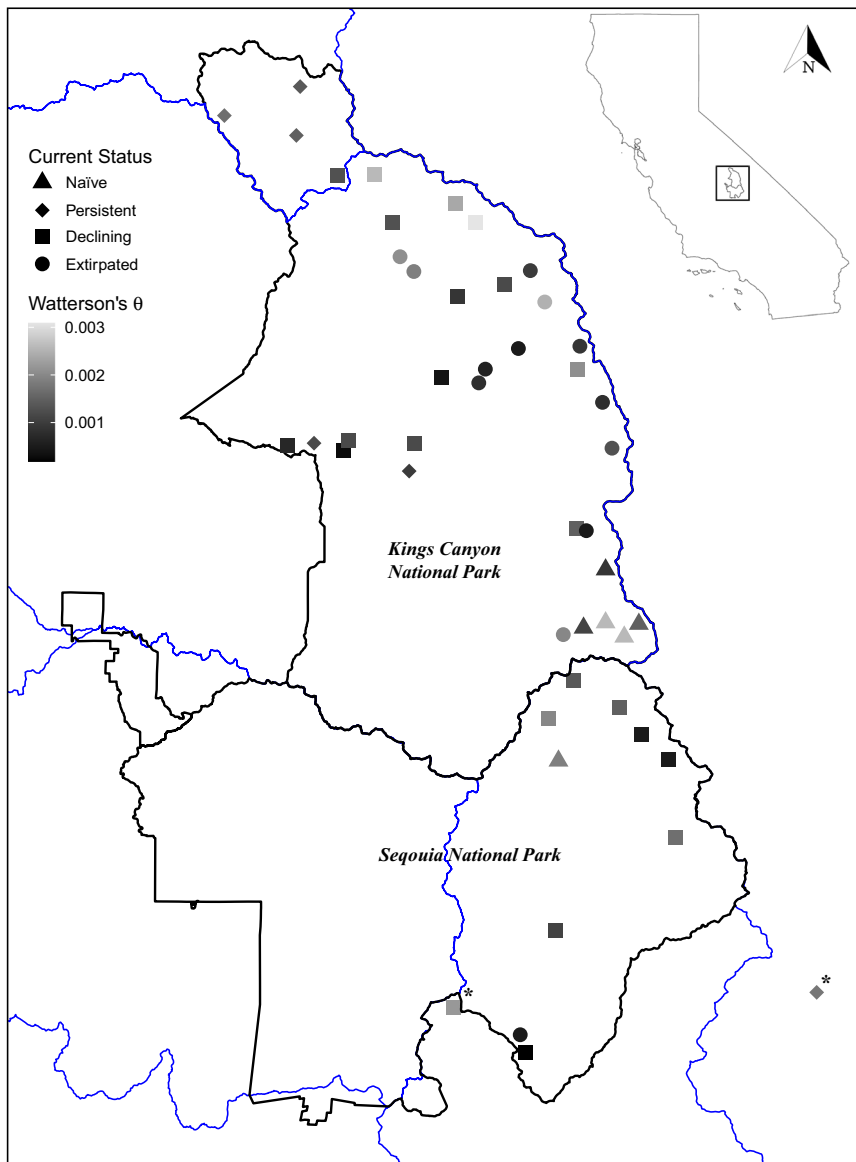 N
Current Status
Naïve
Persistent
Declining
Extirpated
Watterson's θ
0.003
0.002
0.001
Kings Canyon
National Park
Seqouia National Park
*
*